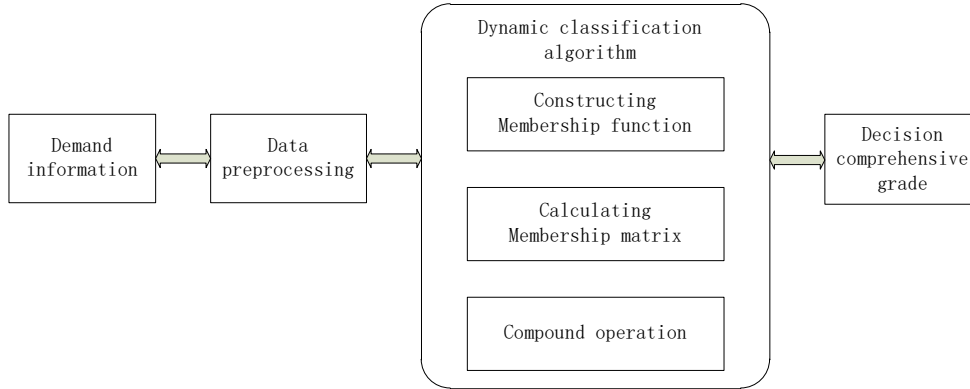 Demand
information
Data
preprocessing
Dynamic classification
algorithm
Constructing
Membership function
Calculating
Membership matrix
Compound operation
Decision
comprehensive
grade